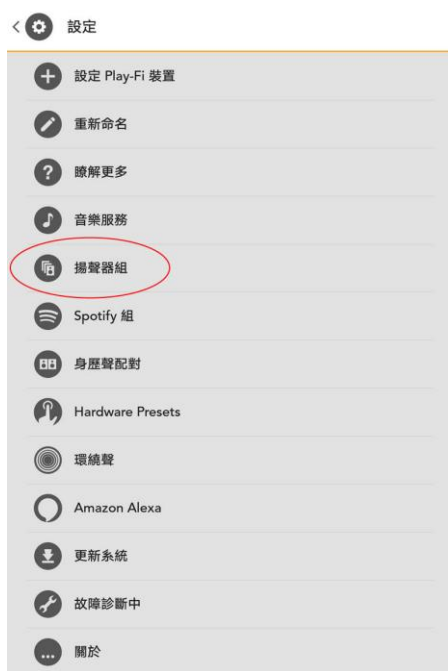 設定
設定 Play-Fi 裝置
重新命名
瞭解更多
音樂服務
揚聲器組
Spotify 組
身歷聲配對
Hardware Presets
環繞聲
Amazon Alexa
更新系統
故障診斷中
關於